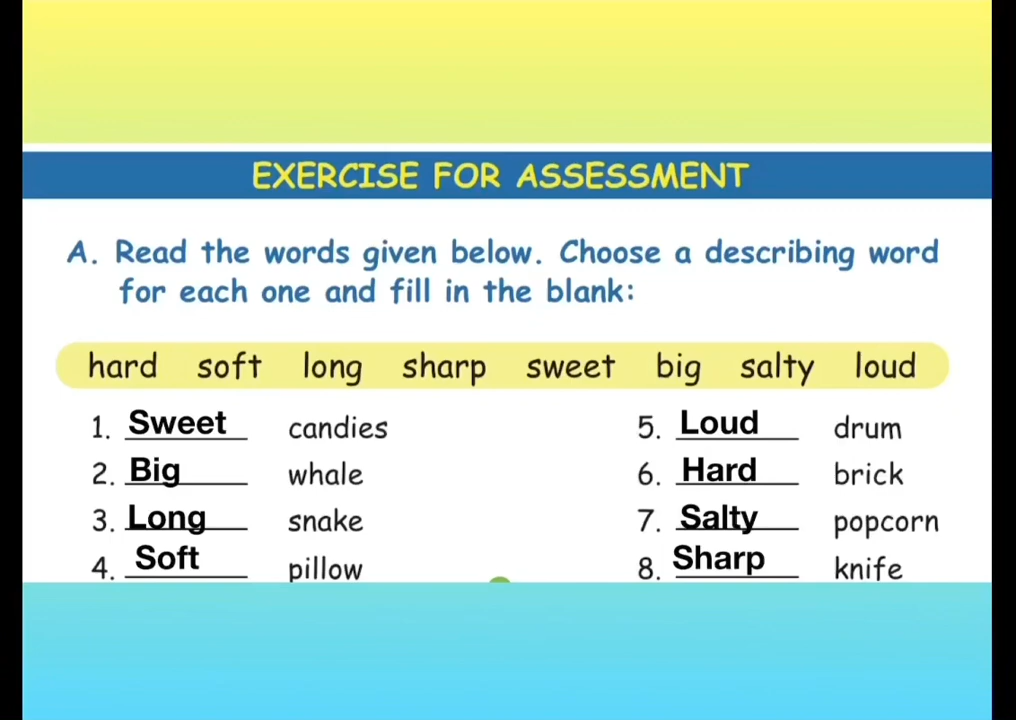 EXERCISE FOR ASSESSMENT
A. Read the words given below. Choose a describing word
for each one and fill in the blank:
hard soft long sharp sweet big salty loud
1. Sweet candies
2. Big whale
3. Long snake
4. Soft pillow
5. Loud drum
6. Hard brick
7. Salty popcorn
8. Sharp knife